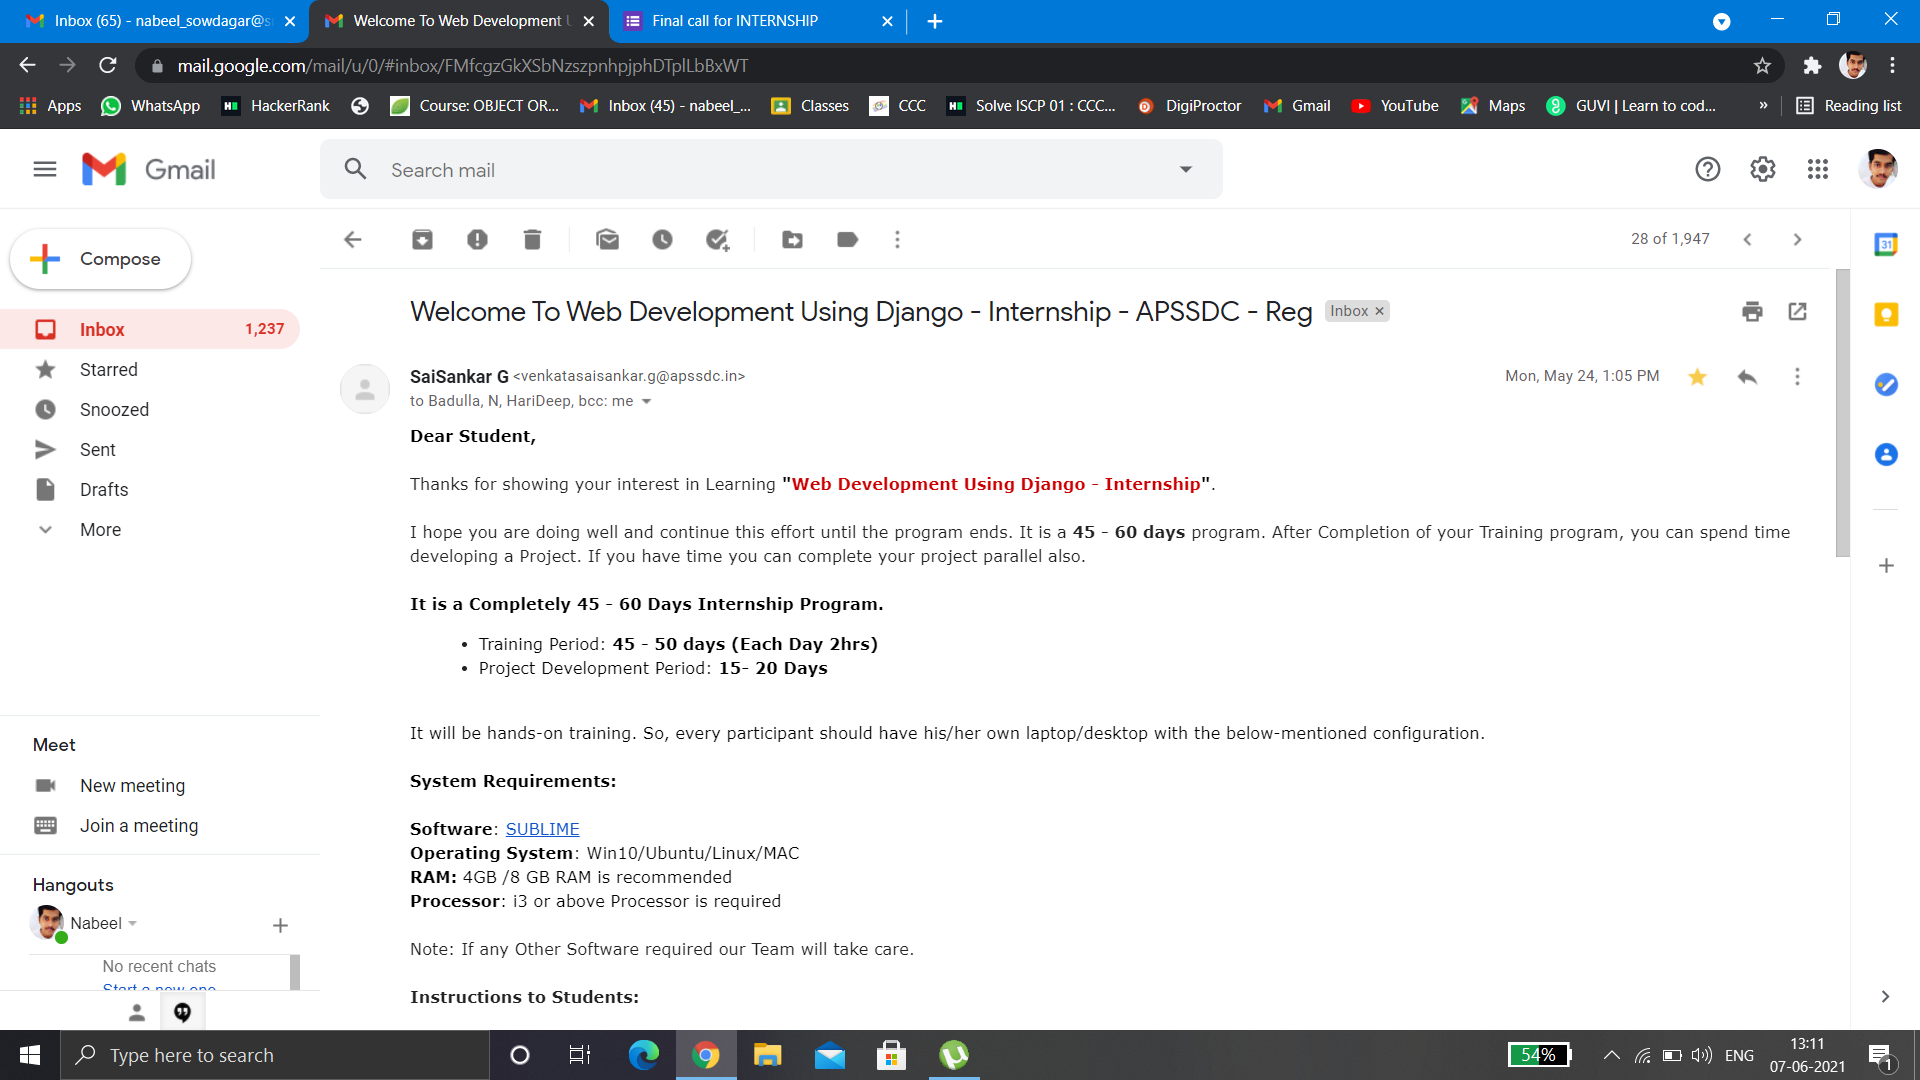 Inbox (65) - nabeel_sowdagar@s
Welcome To Web Development U
Final call for INTERNSHIP
mail.google.com/mail/u/0/#inbox/FMfcgzGkXSbNzszpnhpjphDTplLbBxWT
Apps
WhatsApp
HackerRank
Course: OBJECT OR...
Inbox (45) - nabeel_...
Classes
CCC
Solve ISCP 01 : CCC...
DigiProctor
Gmail
YouTube
Maps
GUVI | Learn to cod...
»
Reading list
Gmail
Search mail
Compose
28 of 1,947
Inbox 1,237
Starred
Snoozed
Sent
Drafts
More
Meet
New meeting
Join a meeting
Hangouts
Nabeel
No recent chats
Start a new one
Welcome To Web Development Using Django - Internship - APSSDC - Reg Inbox ×
SaiSankar G <venkatasaisankar.g@apssdc.in>
Mon, May 24, 1:05 PM
to Badulla, N, HariDeep, bcc: me
Dear Student,
Thanks for showing your interest in Learning "Web Development Using Django - Internship".
I hope you are doing well and continue this effort until the program ends. It is a 45 - 60 days program. After Completion of your Training program, you can spend time
developing a Project. If you have time you can complete your project parallel also.
It is a Completely 45 - 60 Days Internship Program.
• Training Period: 45 - 50 days (Each Day 2hrs)
• Project Development Period: 15- 20 Days
It will be hands-on training. So, every participant should have his/her own laptop/desktop with the below-mentioned configuration.
System Requirements:
Software: SUBLIME
Operating System: Win10/Ubuntu/Linux/MAC
RAM: 4GB /8 GB RAM is recommended
Processor: i3 or above Processor is required
Note: If any Other Software required our Team will take care.
Instructions to Students:
31
Type here to search
54%
ENG
13:11
07-06-2021
1